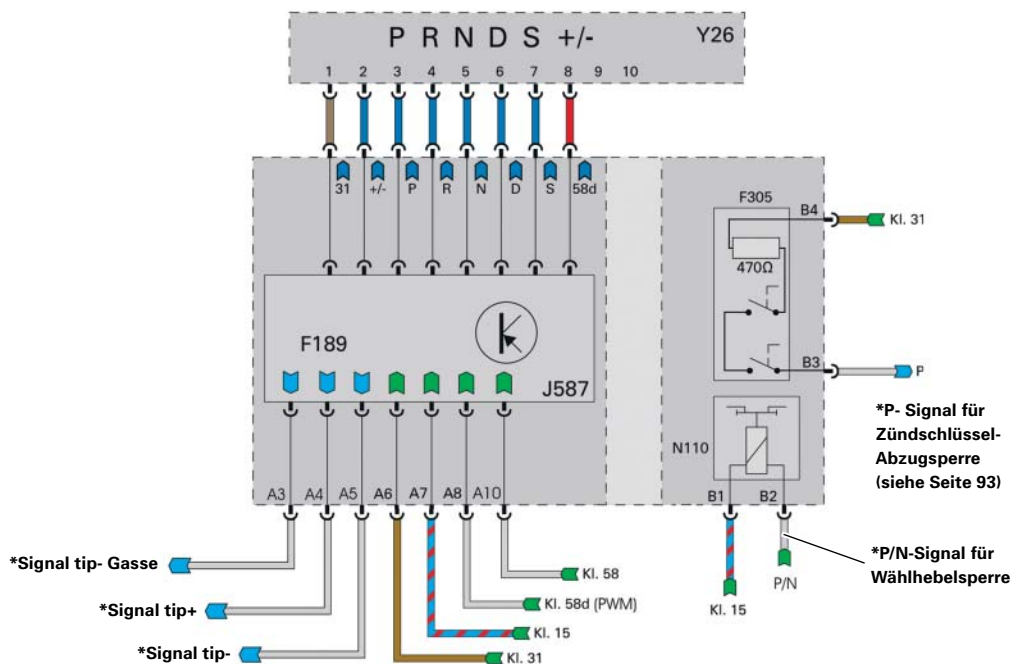 P R N D S +/- Y26
1 2 3 4 5 6 7 8 9 10
31 +/- P R N D S 58d
F305
B4
Kl. 31
470Ω
F189
J587
B3
P
*P- Signal für
Zündschlüssel-
Abzugsperre
(siehe Seite 93)
N110
A3 A4 A5 A6 A7 A8 A10
B1 B2
*Signal tip- Gasse
*Signal tip+
*Signal tip-
Kl. 58
Kl. 58d (PWM)
Kl. 15
Kl. 31
P/N
Kl. 15
*P/N-Signal für
Wählhebelsperre